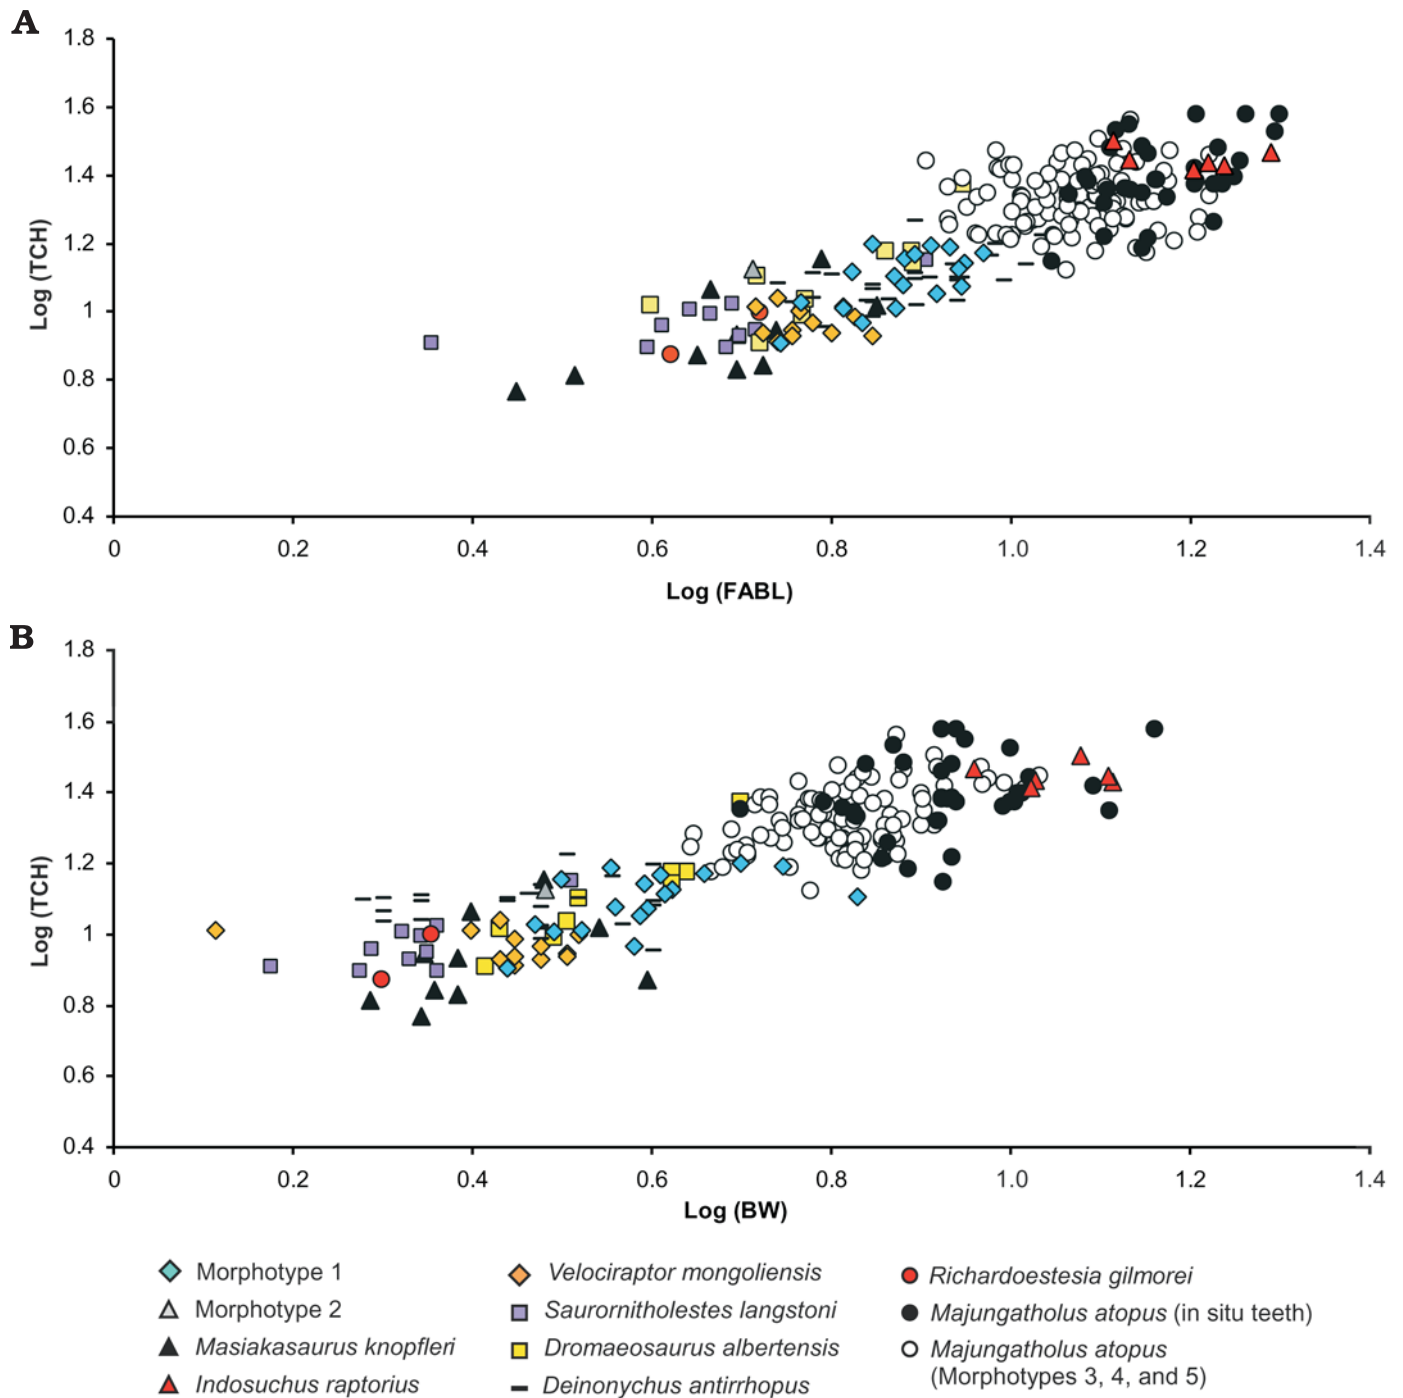 A
1.8
1.6
1.4
1.2
1
0.8
0.6
0.4
Log (TCH)
0 0.2 0.4 0.6 0.8 1.0 1.2 1.4
Log (FABL)
B
1.8
1.6
1.4
1.2
1
0.8
0.6
0.4
Log (TCH)
0 0.2 0.4 0.6 0.8 1.0 1.2 1.4
Log (BW)
Morphotype 1
Morphotype 2
Masiakasaurus knopfleri
Indosuchus raptorius
Velociraptor mongoliensis
Saurornitholestes langstoni
Dromaeosaurus albertensis
Deinonychus antirrhopus
Richardoestesia gilmorei
Majungatholus atopus (in situ teeth)
Majungatholus atopus
(Morphotypes 3, 4, and 5)